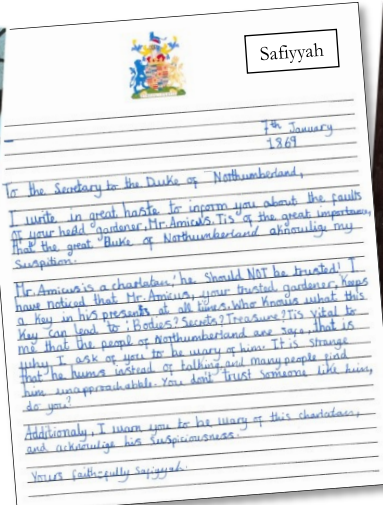 Safiyyah
7th January
1869
To the Secretary to the Duke of Northumberland,
I write in great haste to inform you about the faults
of your head gardener, Mr. Amicus. Tis of the great importance,
that the great Duke of Northumberland aknowlige my
suspition.
Mr. Amicus is a charlatan, he should NOT be trusted! I
have noticed that Mr. Amicus, your trusted gardener, keeps
a key in his presents at all times. Who knows what this
key can lead to: Bodies? Secrets? Treasure? Tis vital to
me that the people of Northumberland are safe, that is
why I ask of you to be wary of him. It is strange
that he hums instead of talking and many people find
him unapproachabble. You dont trust someone like him,
do you?
Additionaly, I warn you to be wary of this charlatan,
and acknowlige his suspiciousness.
Yours faithfully Safiyyah.